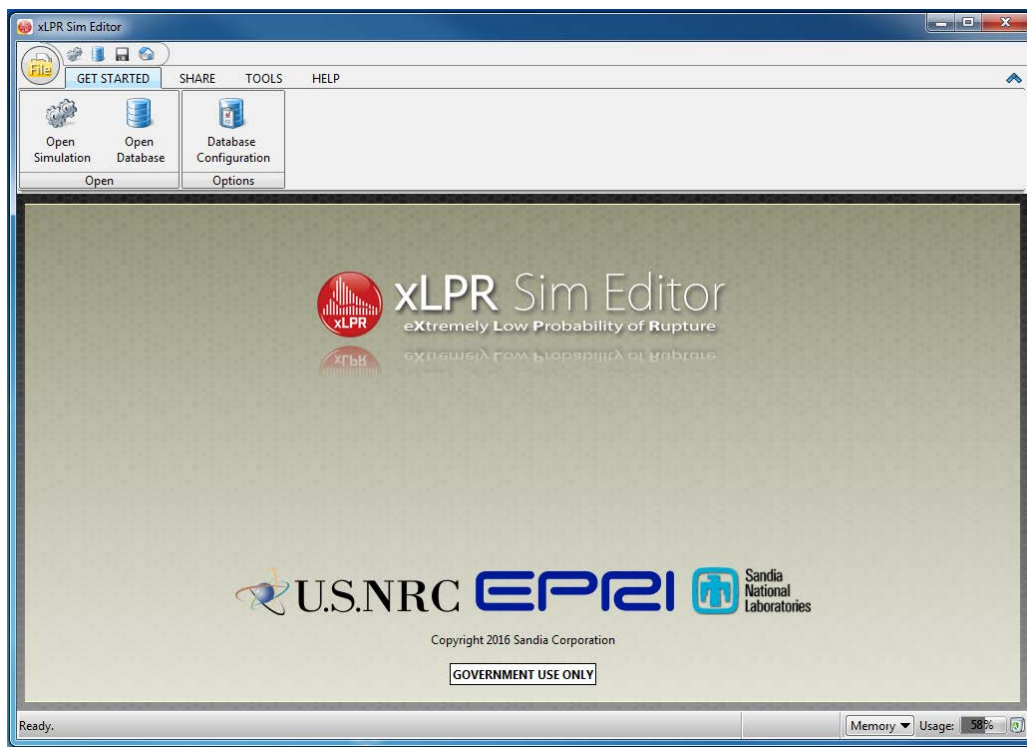 xLPR Sim Editor
File
GET STARTED SHARE TOOLS HELP
Open Simulation
Open Database
Database Configuration
Open
Options
xLPR
xLPR Sim Editor
eXtremely Low Probability of Rupture
U.S.NRC
EPRI
Sandia
National
Laboratories
Copyright 2016 Sandia Corporation
GOVERNMENT USE ONLY
Ready.
Memory
Usage: 58%